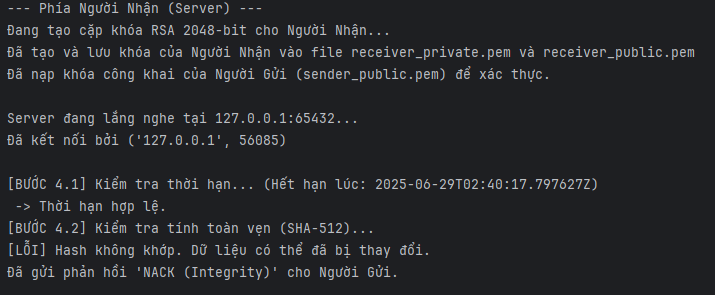 --- Phía Người Nhận (Server) ---
Đang tạo cặp khóa RSA 2048-bit cho Người Nhận...
Đã tạo và lưu khóa của Người Nhận vào file receiver_private.pem và receiver_public.pem
Đã nạp khóa công khai của Người Gửi (sender_public.pem) để xác thực.
Server đang lắng nghe tại 127.0.0.1:65432...
Đã kết nối bởi ('127.0.0.1', 56085)
[BƯỚC 4.1] Kiểm tra thời hạn... (Hết hạn lúc: 2025-06-29T02:40:17.797627Z)
-> Thời hạn hợp lệ.
[BƯỚC 4.2] Kiểm tra tính toàn vẹn (SHA-512)...
[LỖI] Hash không khớp. Dữ liệu có thể đã bị thay đổi.
Đã gửi phản hồi 'NACK (Integrity)' cho Người Gửi.